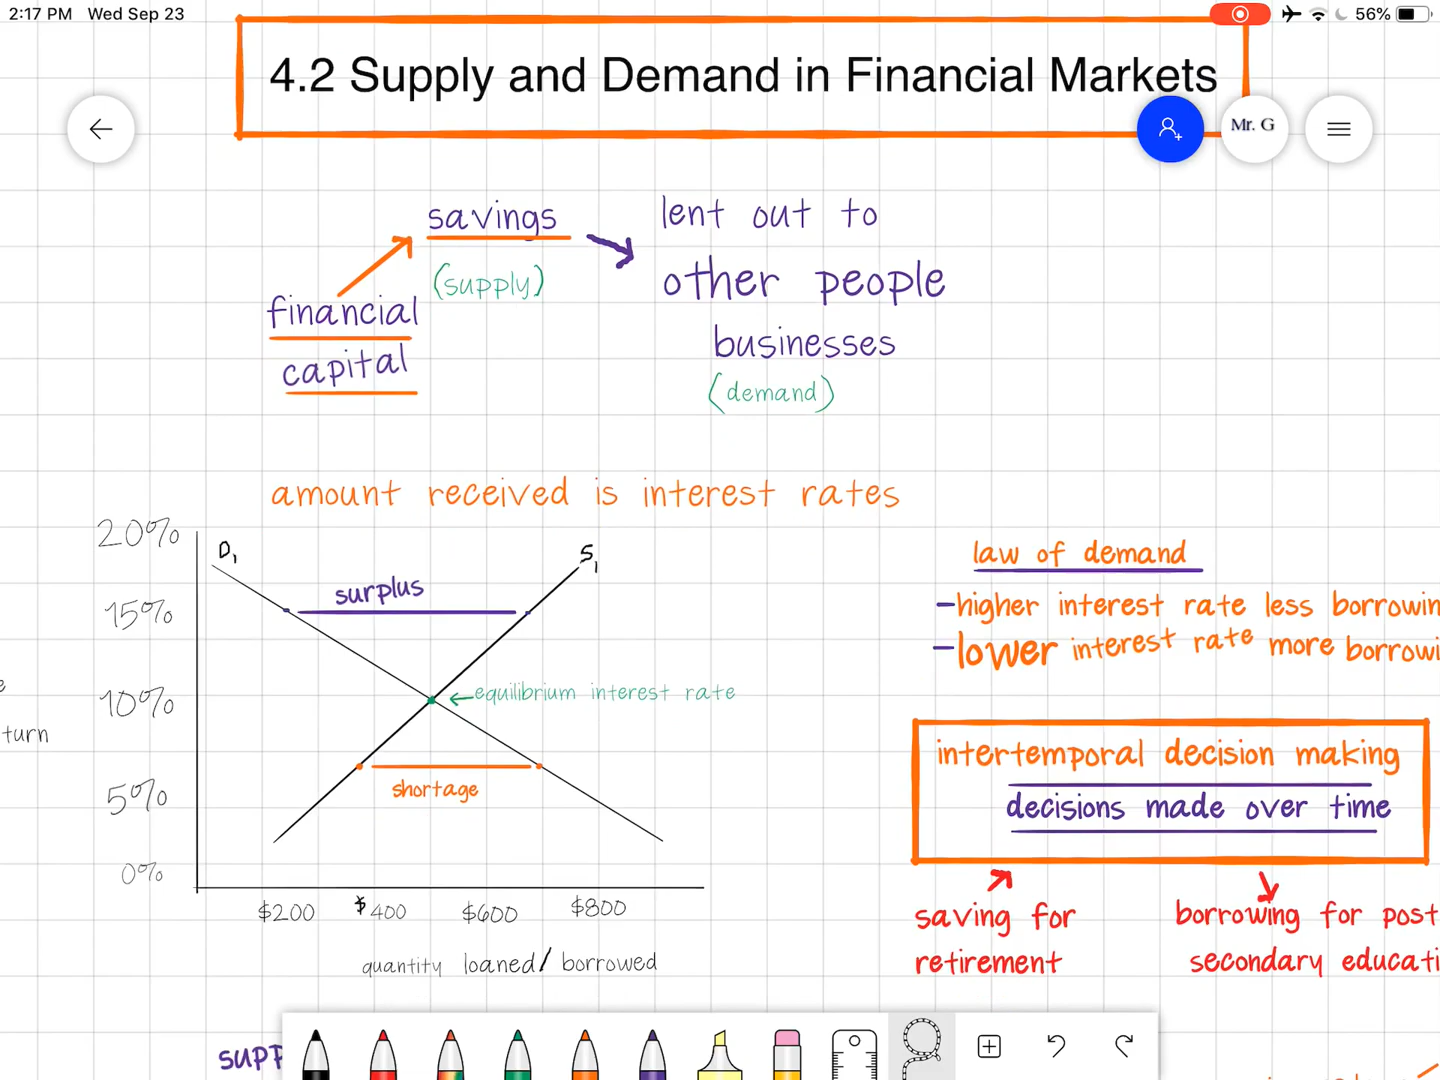 2:17 PM Wed Sep 23
56%
4.2 Supply and Demand in Financial Markets
Mr. G
savings
lent out to
(supply)
other people
financial
capital
businesses
(demand)
amount received is interest rates
20%
D1
S1
law of demand
surplus
15%
-higher interest rate less borrowin
-lower interest rate more borrowi
e
10%
←equilibrium interest rate
turn
intertemporal decision making
5%
shortage
decisions made over time
0%
$200 $400 $600 $800
saving for
retirement
borrowing for post
secondary educati
quantity loaned/borrowed
supp